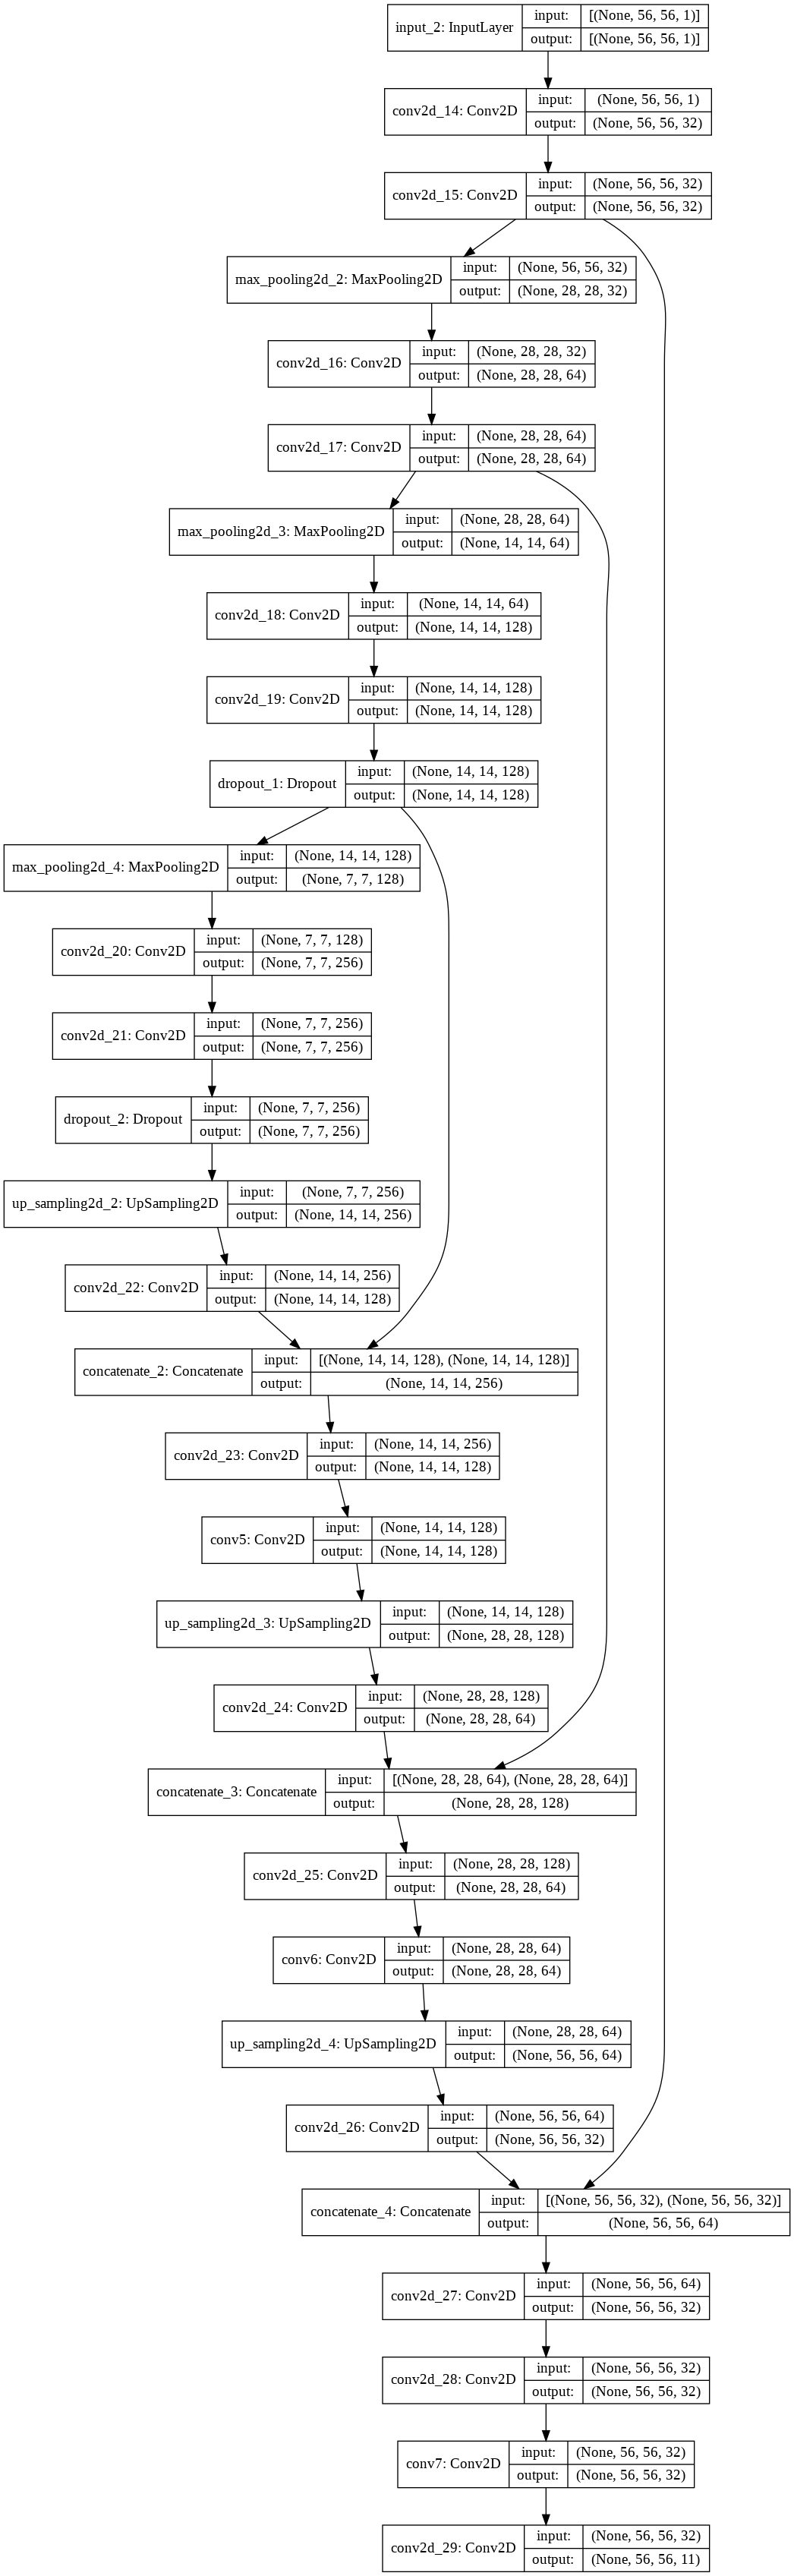 input_2: InputLayer
input: [(None, 56, 56, 1)]
output: [(None, 56, 56, 1)]
conv2d_14: Conv2D
input: (None, 56, 56, 1)
output: (None, 56, 56, 32)
conv2d_15: Conv2D
input: (None, 56, 56, 32)
output: (None, 56, 56, 32)
max_pooling2d_2: MaxPooling2D
input: (None, 56, 56, 32)
output: (None, 28, 28, 32)
conv2d_16: Conv2D
input: (None, 28, 28, 32)
output: (None, 28, 28, 64)
conv2d_17: Conv2D
input: (None, 28, 28, 64)
output: (None, 28, 28, 64)
max_pooling2d_3: MaxPooling2D
input: (None, 28, 28, 64)
output: (None, 14, 14, 64)
conv2d_18: Conv2D
input: (None, 14, 14, 64)
output: (None, 14, 14, 128)
conv2d_19: Conv2D
input: (None, 14, 14, 128)
output: (None, 14, 14, 128)
dropout_1: Dropout
input: (None, 14, 14, 128)
output: (None, 14, 14, 128)
max_pooling2d_4: MaxPooling2D
input: (None, 14, 14, 128)
output: (None, 7, 7, 128)
conv2d_20: Conv2D
input: (None, 7, 7, 128)
output: (None, 7, 7, 256)
conv2d_21: Conv2D
input: (None, 7, 7, 256)
output: (None, 7, 7, 256)
dropout_2: Dropout
input: (None, 7, 7, 256)
output: (None, 7, 7, 256)
up_sampling2d_2: UpSampling2D
input: (None, 7, 7, 256)
output: (None, 14, 14, 256)
conv2d_22: Conv2D
input: (None, 14, 14, 256)
output: (None, 14, 14, 128)
concatenate_2: Concatenate
input: [(None, 14, 14, 128), (None, 14, 14, 128)]
output: (None, 14, 14, 256)
conv2d_23: Conv2D
input: (None, 14, 14, 256)
output: (None, 14, 14, 128)
conv5: Conv2D
input: (None, 14, 14, 128)
output: (None, 14, 14, 128)
up_sampling2d_3: UpSampling2D
input: (None, 14, 14, 128)
output: (None, 28, 28, 128)
conv2d_24: Conv2D
input: (None, 28, 28, 128)
output: (None, 28, 28, 64)
concatenate_3: Concatenate
input: [(None, 28, 28, 64), (None, 28, 28, 64)]
output: (None, 28, 28, 128)
conv2d_25: Conv2D
input: (None, 28, 28, 128)
output: (None, 28, 28, 64)
conv6: Conv2D
input: (None, 28, 28, 64)
output: (None, 28, 28, 64)
up_sampling2d_4: UpSampling2D
input: (None, 28, 28, 64)
output: (None, 56, 56, 64)
conv2d_26: Conv2D
input: (None, 56, 56, 64)
output: (None, 56, 56, 32)
concatenate_4: Concatenate
input: [(None, 56, 56, 32), (None, 56, 56, 32)]
output: (None, 56, 56, 64)
conv2d_27: Conv2D
input: (None, 56, 56, 64)
output: (None, 56, 56, 32)
conv2d_28: Conv2D
input: (None, 56, 56, 32)
output: (None, 56, 56, 32)
conv7: Conv2D
input: (None, 56, 56, 32)
output: (None, 56, 56, 32)
conv2d_29: Conv2D
input: (None, 56, 56, 32)
output: (None, 56, 56, 11)